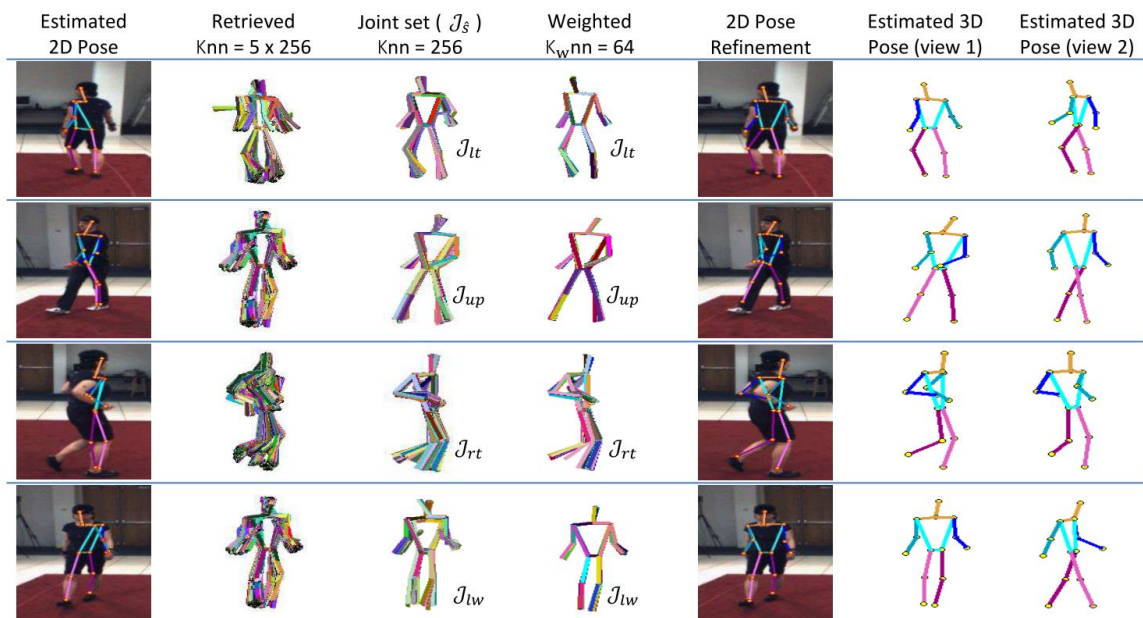 Estimated
2D Pose
Retrieved
Knn = 5 x 256
Joint set ( 𝒥ŝ )
Knn = 256
Weighted
K_wnn = 64
2D Pose
Refinement
Estimated 3D
Pose (view 1)
Estimated 3D
Pose (view 2)
𝒥lt
𝒥lt
𝒥up
𝒥up
𝒥rt
𝒥rt
𝒥lw
𝒥lw